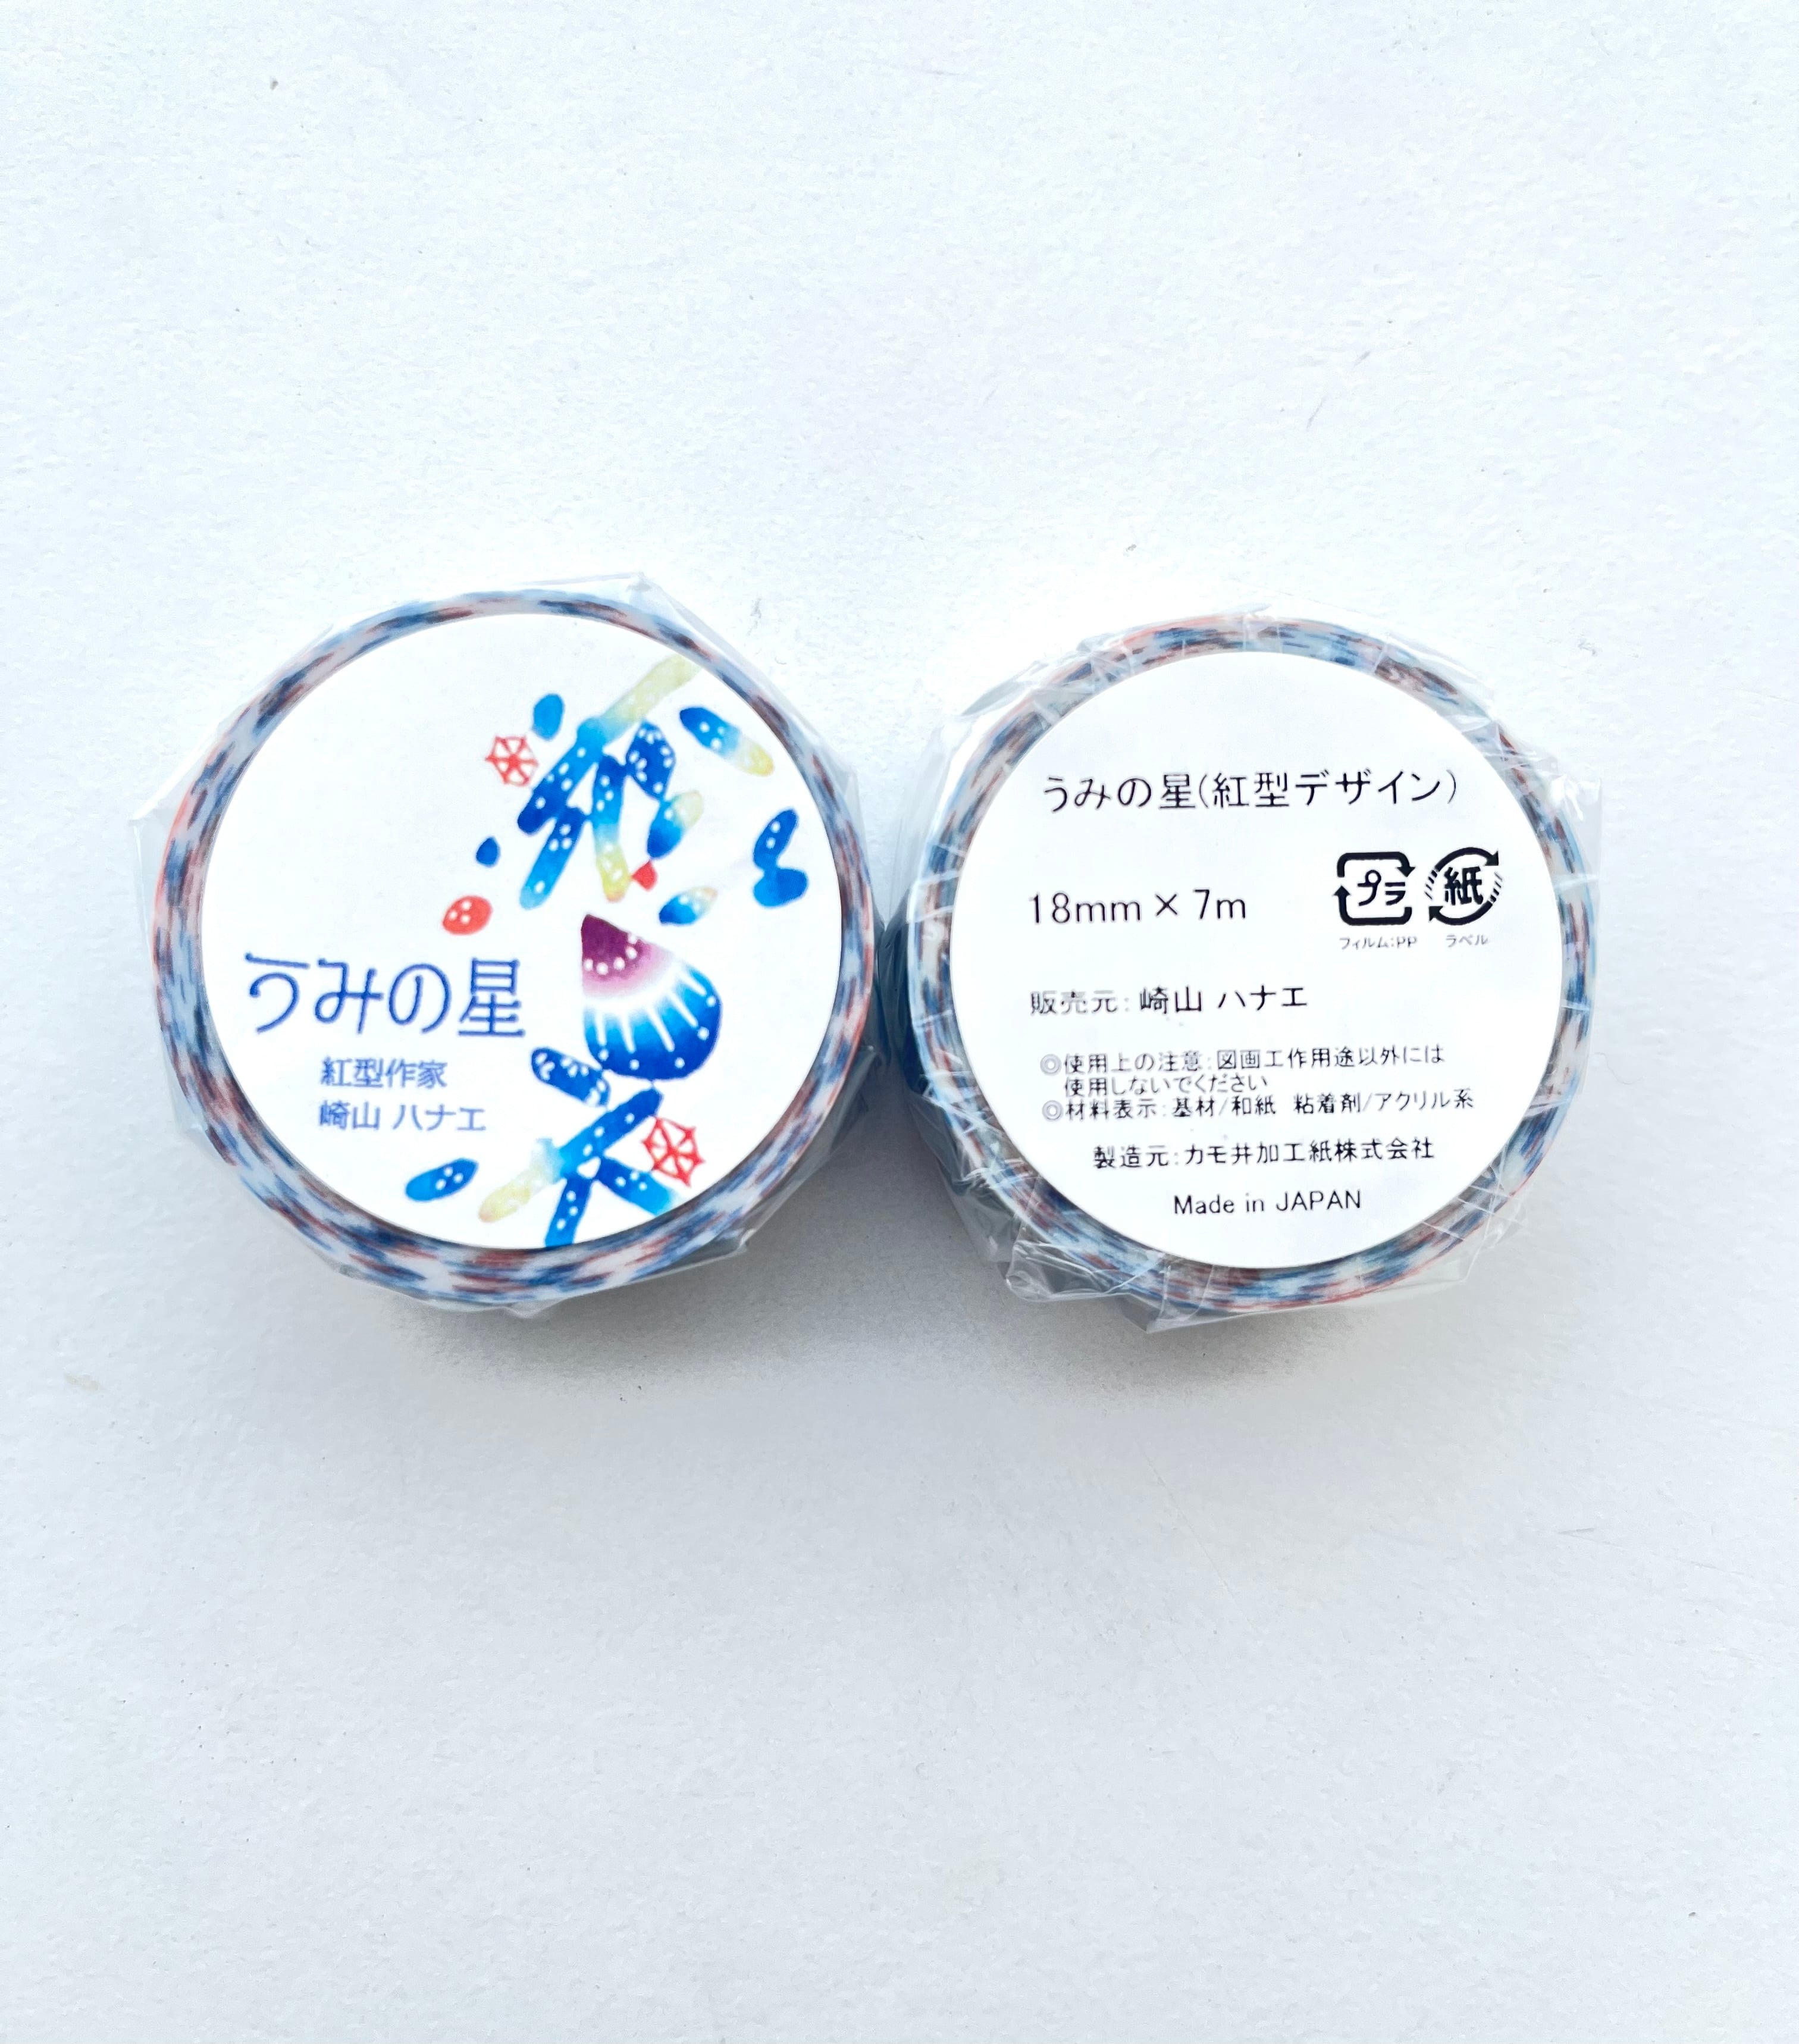 うみの星
紅型作家
崎山 ハナエ
うみの星(紅型デザイン)
18mm×7m
プラ
紙
フィルム:PP
ラベル
販売元:崎山 ハナエ
◎使用上の注意:図画工作用途以外には
使用しないでください
◎材料表示:基材/和紙 粘着剤/アクリル系
製造元:カモ井加工紙株式会社
Made in JAPAN